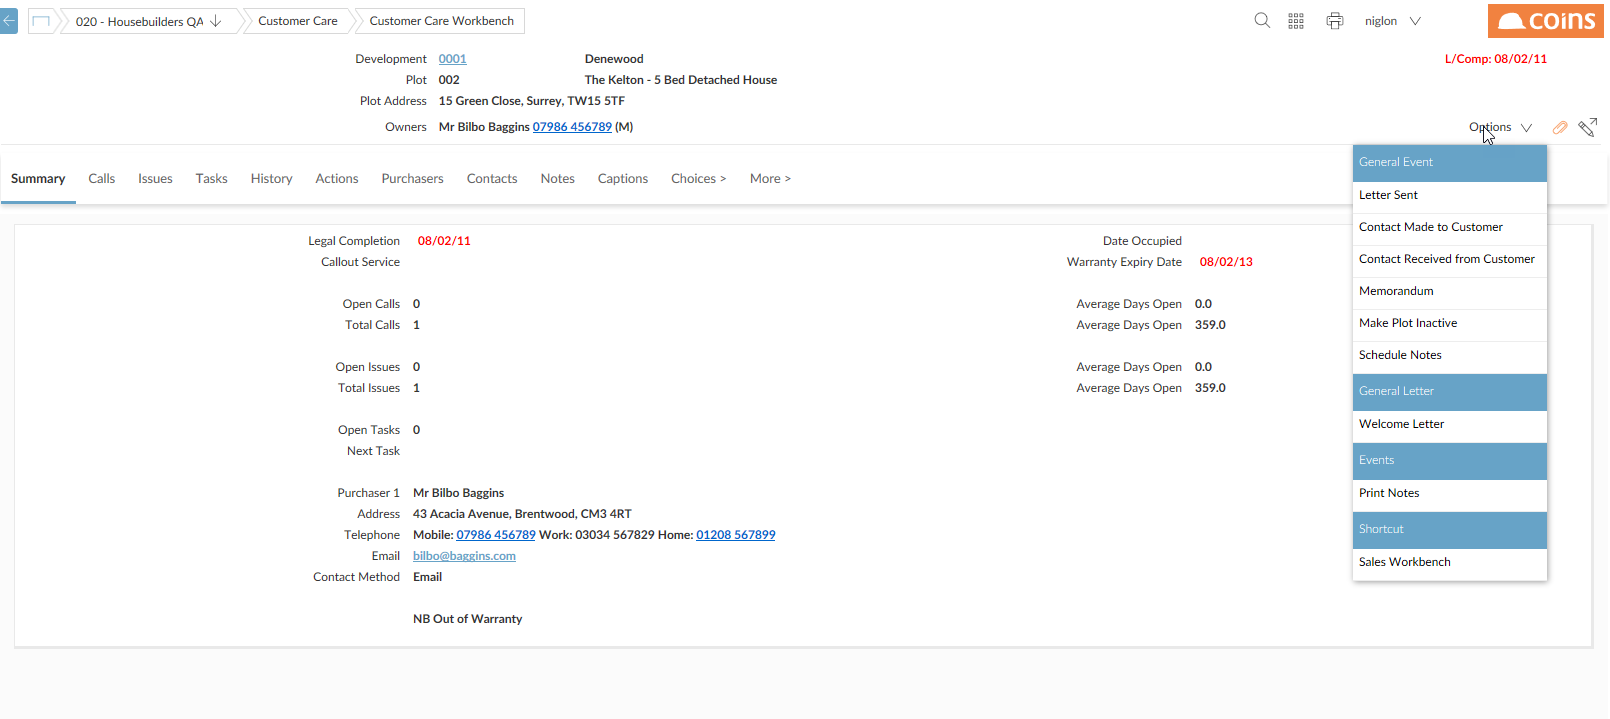 020 - Housebuilders QA Customer Care Customer Care Workbench niglon coins
Development 0001 Denewood L/Comp: 08/02/11
Plot 002 The Kelton - 5 Bed Detached House
Plot Address 15 Green Close, Surrey, TW15 5TF
Owners Mr Bilbo Baggins 07986 456789 (M) Options
Summary Calls Issues Tasks History Actions Purchasers Contacts Notes Captions Choices > More >
Legal Completion 08/02/11 Date Occupied
Callout Service Warranty Expiry Date 08/02/13
Open Calls 0 Average Days Open 0.0
Total Calls 1 Average Days Open 359.0
Open Issues 0 Average Days Open 0.0
Total Issues 1 Average Days Open 359.0
Open Tasks 0
Next Task
Purchaser 1 Mr Bilbo Baggins
Address 43 Acacia Avenue, Brentwood, CM3 4RT
Telephone Mobile: 07986 456789 Work: 03034 567829 Home: 01208 567899
Email bilbo@baggins.com
Contact Method Email
NB Out of Warranty
General Event
Letter Sent
Contact Made to Customer
Contact Received from Customer
Memorandum
Make Plot Inactive
Schedule Notes
General Letter
Welcome Letter
Events
Print Notes
Shortcut
Sales Workbench